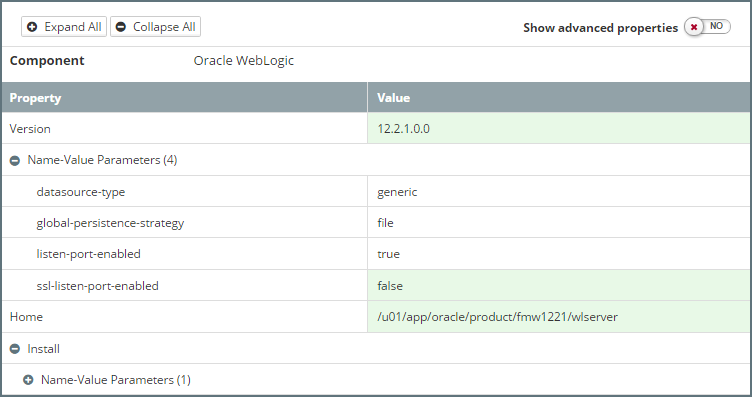 Expand All Collapse All Show advanced properties NO
Component Oracle WebLogic
Property Value
Version 12.2.1.0.0
Name-Value Parameters (4)
datasource-type generic
global-persistence-strategy file
listen-port-enabled true
ssl-listen-port-enabled false
Home /u01/app/oracle/product/fmw1221/wlserver
Install
Name-Value Parameters (1)